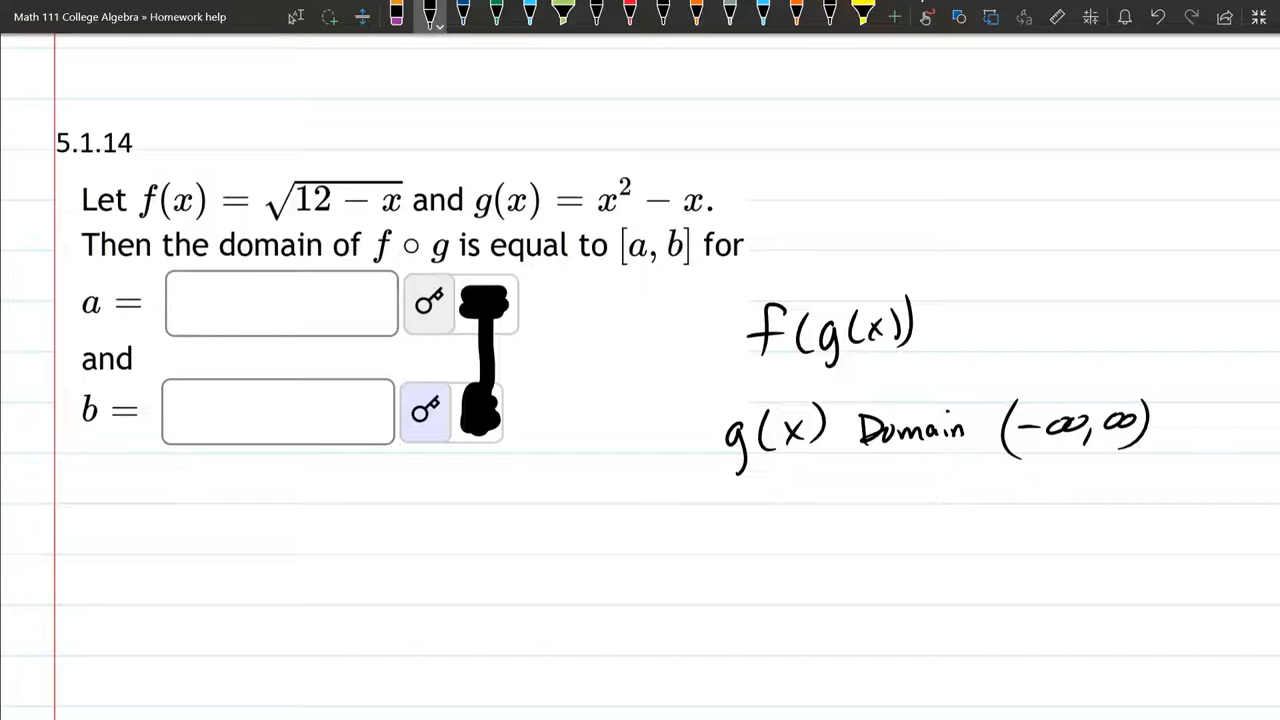 Math 111 College Algebra » Homework help
5.1.14
Let f(x) = √(12 − x) and g(x) = x² − x.
Then the domain of f ∘ g is equal to [a, b] for
a =
and
b =
f(g(x))
g(x) Domain (-∞, ∞)